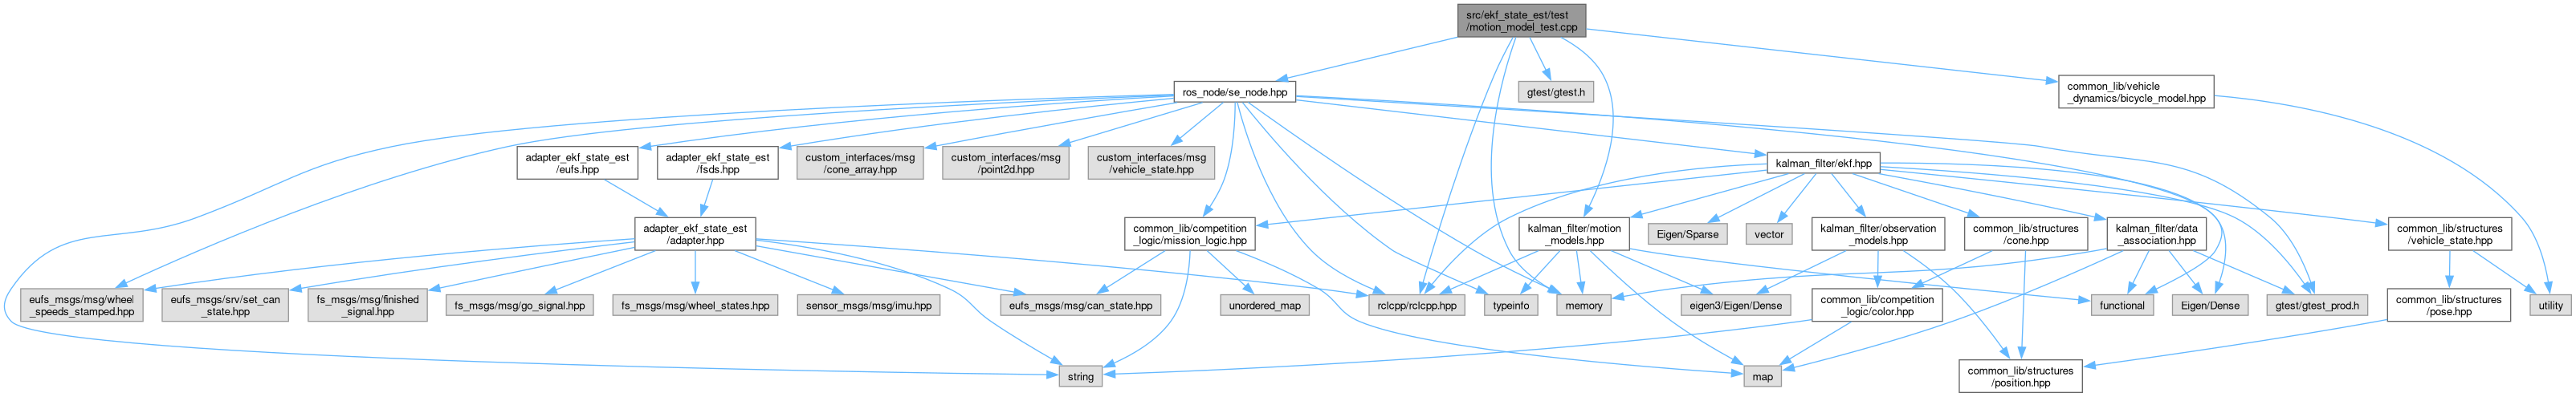 src/ekf_state_est/test
/motion_model_test.cpp
ros_node/se_node.hpp
gtest/gtest.h
common_lib/vehicle
_dynamics/bicycle_model.hpp
adapter_ekf_state_est
/eufs.hpp
adapter_ekf_state_est
/fsds.hpp
custom_interfaces/msg
/cone_array.hpp
custom_interfaces/msg
/point2d.hpp
custom_interfaces/msg
/vehicle_state.hpp
kalman_filter/ekf.hpp
adapter_ekf_state_est
/adapter.hpp
common_lib/competition
_logic/mission_logic.hpp
kalman_filter/motion
_models.hpp
Eigen/Sparse
vector
kalman_filter/observation
_models.hpp
common_lib/structures
/cone.hpp
kalman_filter/data
_association.hpp
common_lib/structures
/vehicle_state.hpp
eufs_msgs/msg/wheel
_speeds_stamped.hpp
eufs_msgs/srv/set_can
_state.hpp
fs_msgs/msg/finished
_signal.hpp
fs_msgs/msg/go_signal.hpp
fs_msgs/msg/wheel_states.hpp
sensor_msgs/msg/imu.hpp
eufs_msgs/msg/can_state.hpp
unordered_map
rclcpp/rclcpp.hpp
typeinfo
memory
eigen3/Eigen/Dense
common_lib/competition
_logic/color.hpp
functional
Eigen/Dense
gtest/gtest_prod.h
common_lib/structures
/pose.hpp
utility
string
map
common_lib/structures
/position.hpp